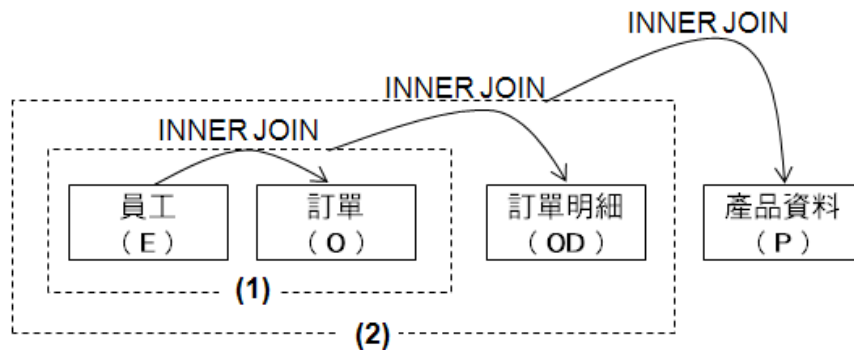 INNER JOIN
INNER JOIN
INNER JOIN
員工
( E )
訂單
( O )
訂單明細
( OD )
產品資料
( P )
(1)
(2)